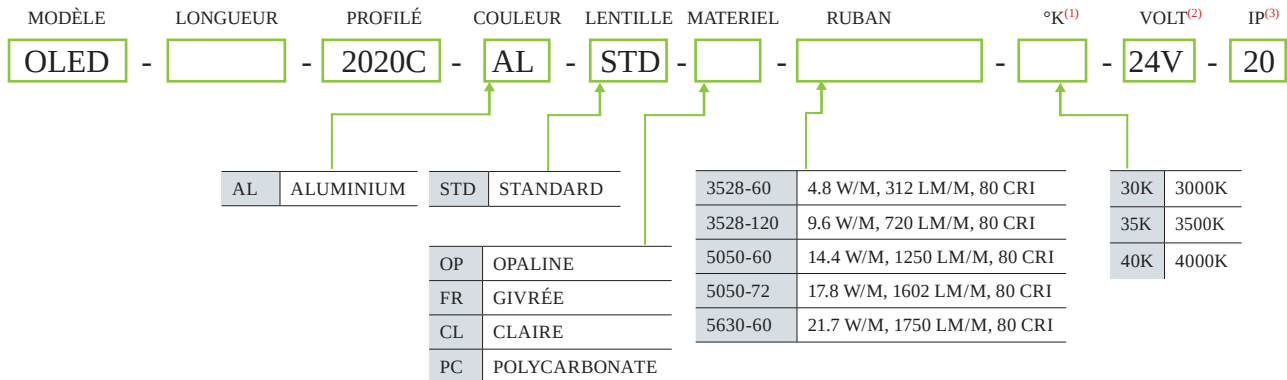 MODÈLE LONGUEUR PROFILÉ COULEUR LENTILLE MATERIEL RUBAN °K(1) VOLT(2) IP(3)
OLED - - 2020C - AL - STD - - - - 24V - 20
AL ALUMINIUM
STD STANDARD
OP OPALINE
FR GIVRÉE
CL CLAIRE
PC POLYCARBONATE
3528-60 4.8 W/M, 312 LM/M, 80 CRI
3528-120 9.6 W/M, 720 LM/M, 80 CRI
5050-60 14.4 W/M, 1250 LM/M, 80 CRI
5050-72 17.8 W/M, 1602 LM/M, 80 CRI
5630-60 21.7 W/M, 1750 LM/M, 80 CRI
30K 3000K
35K 3500K
40K 4000K